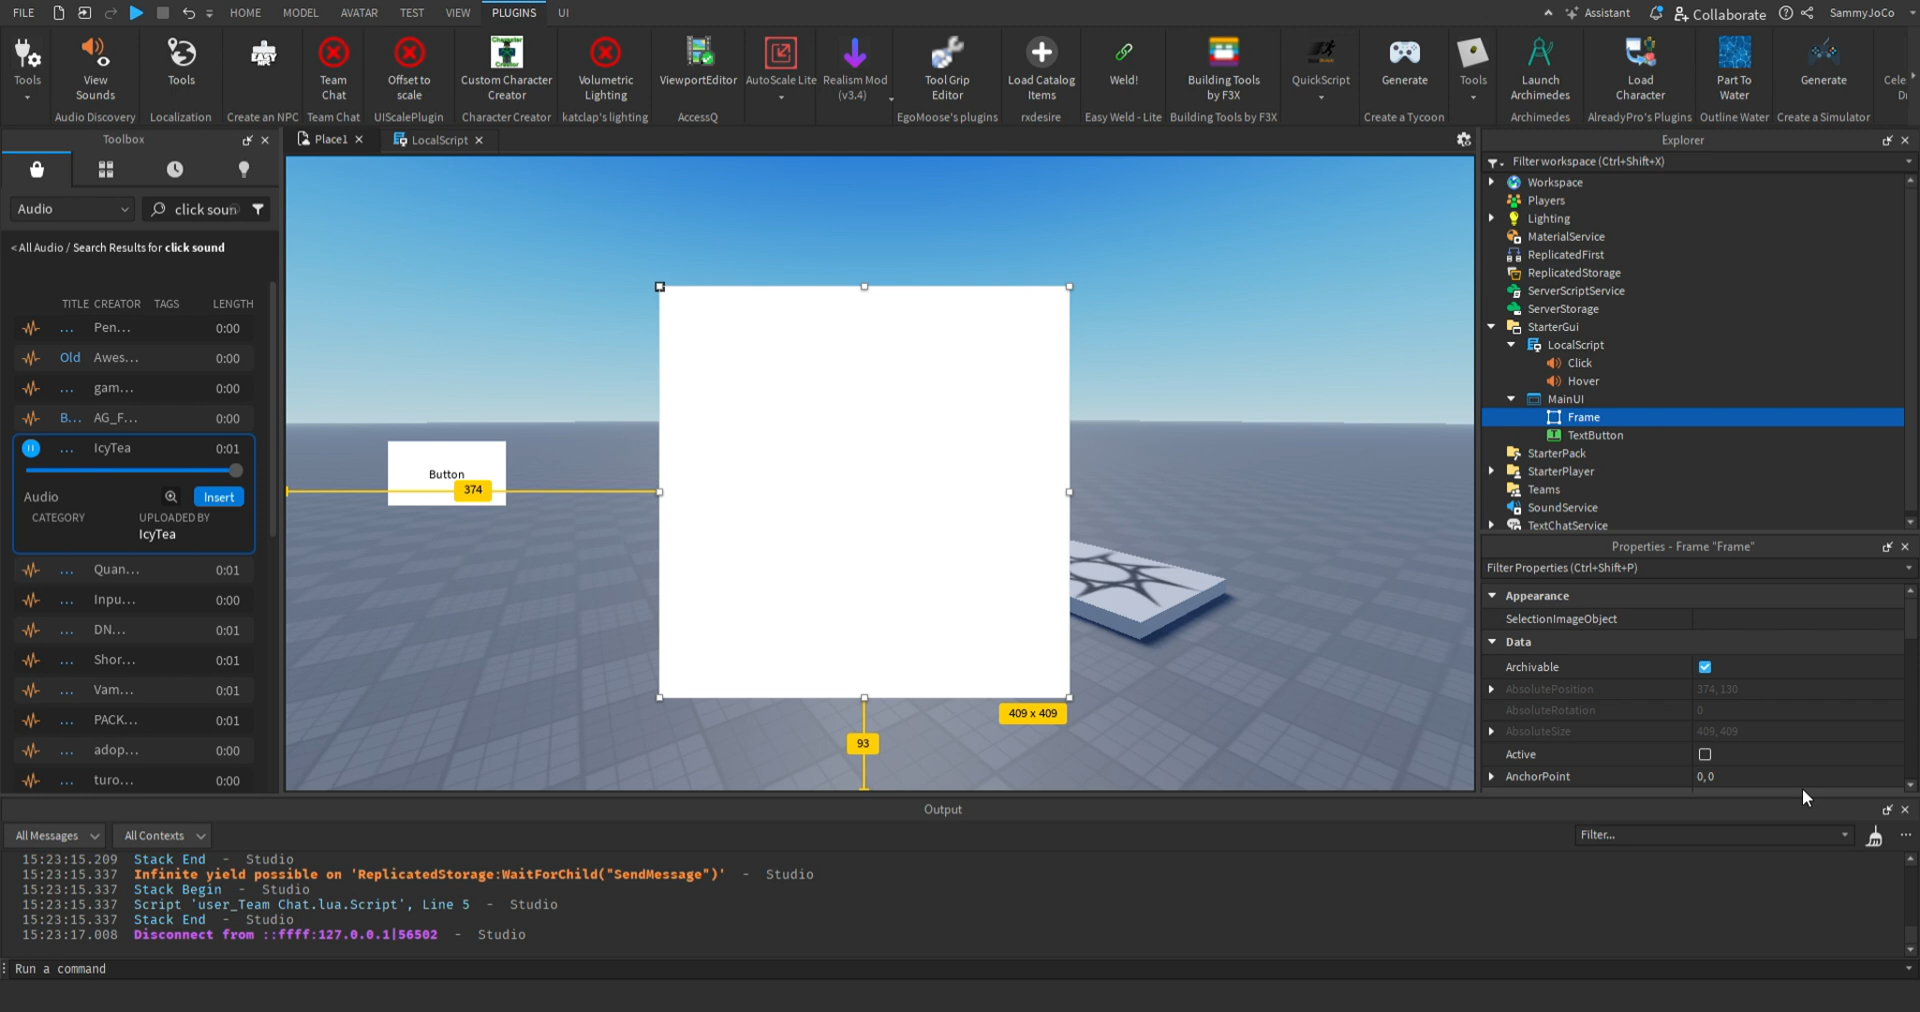 FILE
HOME
MODEL
AVATAR
TEST
VIEW
PLUGINS
UI
Assistant
Collaborate
SammyJoCo
Tools
View
Sounds
Tools
EASY
Team
Chat
Offset to
scale
Custom Character
Creator
Volumetric
Lighting
ViewportEditor
AutoScale Lite
Realism Mod
(v3.4)
Tool Grip
Editor
Load Catalog
Items
Weld!
Building Tools
by F3X
QuickScript
Generate
Tools
Launch
Archimedes
Load
Character
Part To
Water
Generate
Cele
Audio Discovery
Localization
Create an NPC
Team Chat
UIScalePlugin
Character Creator
katclap's lighting
AccessQ
EgoMoose's plugins
rxdesire
Easy Weld - Lite
Building Tools by F3X
Create a Tycoon
Archimedes
AlreadyPro's Plugins
Outline Water
Create a Simulator
Toolbox
Place1
LocalScript
Explorer
Audio
click soun
< All Audio / Search Results for click sound
TITLE CREATOR TAGS LENGTH
... Pen... 0:00
Old Awes... 0:00
... gam... 0:00
B... AG_F... 0:00
... IcyTea 0:01
Audio
Insert
CATEGORY
UPLOADED BY
IcyTea
... Quan... 0:01
... Inpu... 0:00
... DN... 0:01
... Shor... 0:01
... Vam... 0:01
... PACK... 0:01
... adop... 0:00
... turo... 0:00
Button
374
409 x 409
93
Filter workspace (Ctrl+Shift+X)
Workspace
Players
Lighting
MaterialService
ReplicatedFirst
ReplicatedStorage
ServerScriptService
ServerStorage
StarterGui
LocalScript
Click
Hover
MainUI
Frame
TextButton
StarterPack
StarterPlayer
Teams
SoundService
TextChatService
Properties - Frame "Frame"
Filter Properties (Ctrl+Shift+P)
Appearance
SelectionImageObject
Data
Archivable
AbsolutePosition 374, 130
AbsoluteRotation 0
AbsoluteSize 409, 409
Active
AnchorPoint 0, 0
Output
All Messages
All Contexts
Filter...
15:23:15.209 Stack End - Studio
15:23:15.337 Infinite yield possible on 'ReplicatedStorage:WaitForChild("SendMessage")' - Studio
15:23:15.337 Stack Begin - Studio
15:23:15.337 Script 'user_Team Chat.lua.Script', Line 5 - Studio
15:23:15.337 Stack End - Studio
15:23:17.008 Disconnect from ::ffff:127.0.0.1|56502 - Studio
Run a command